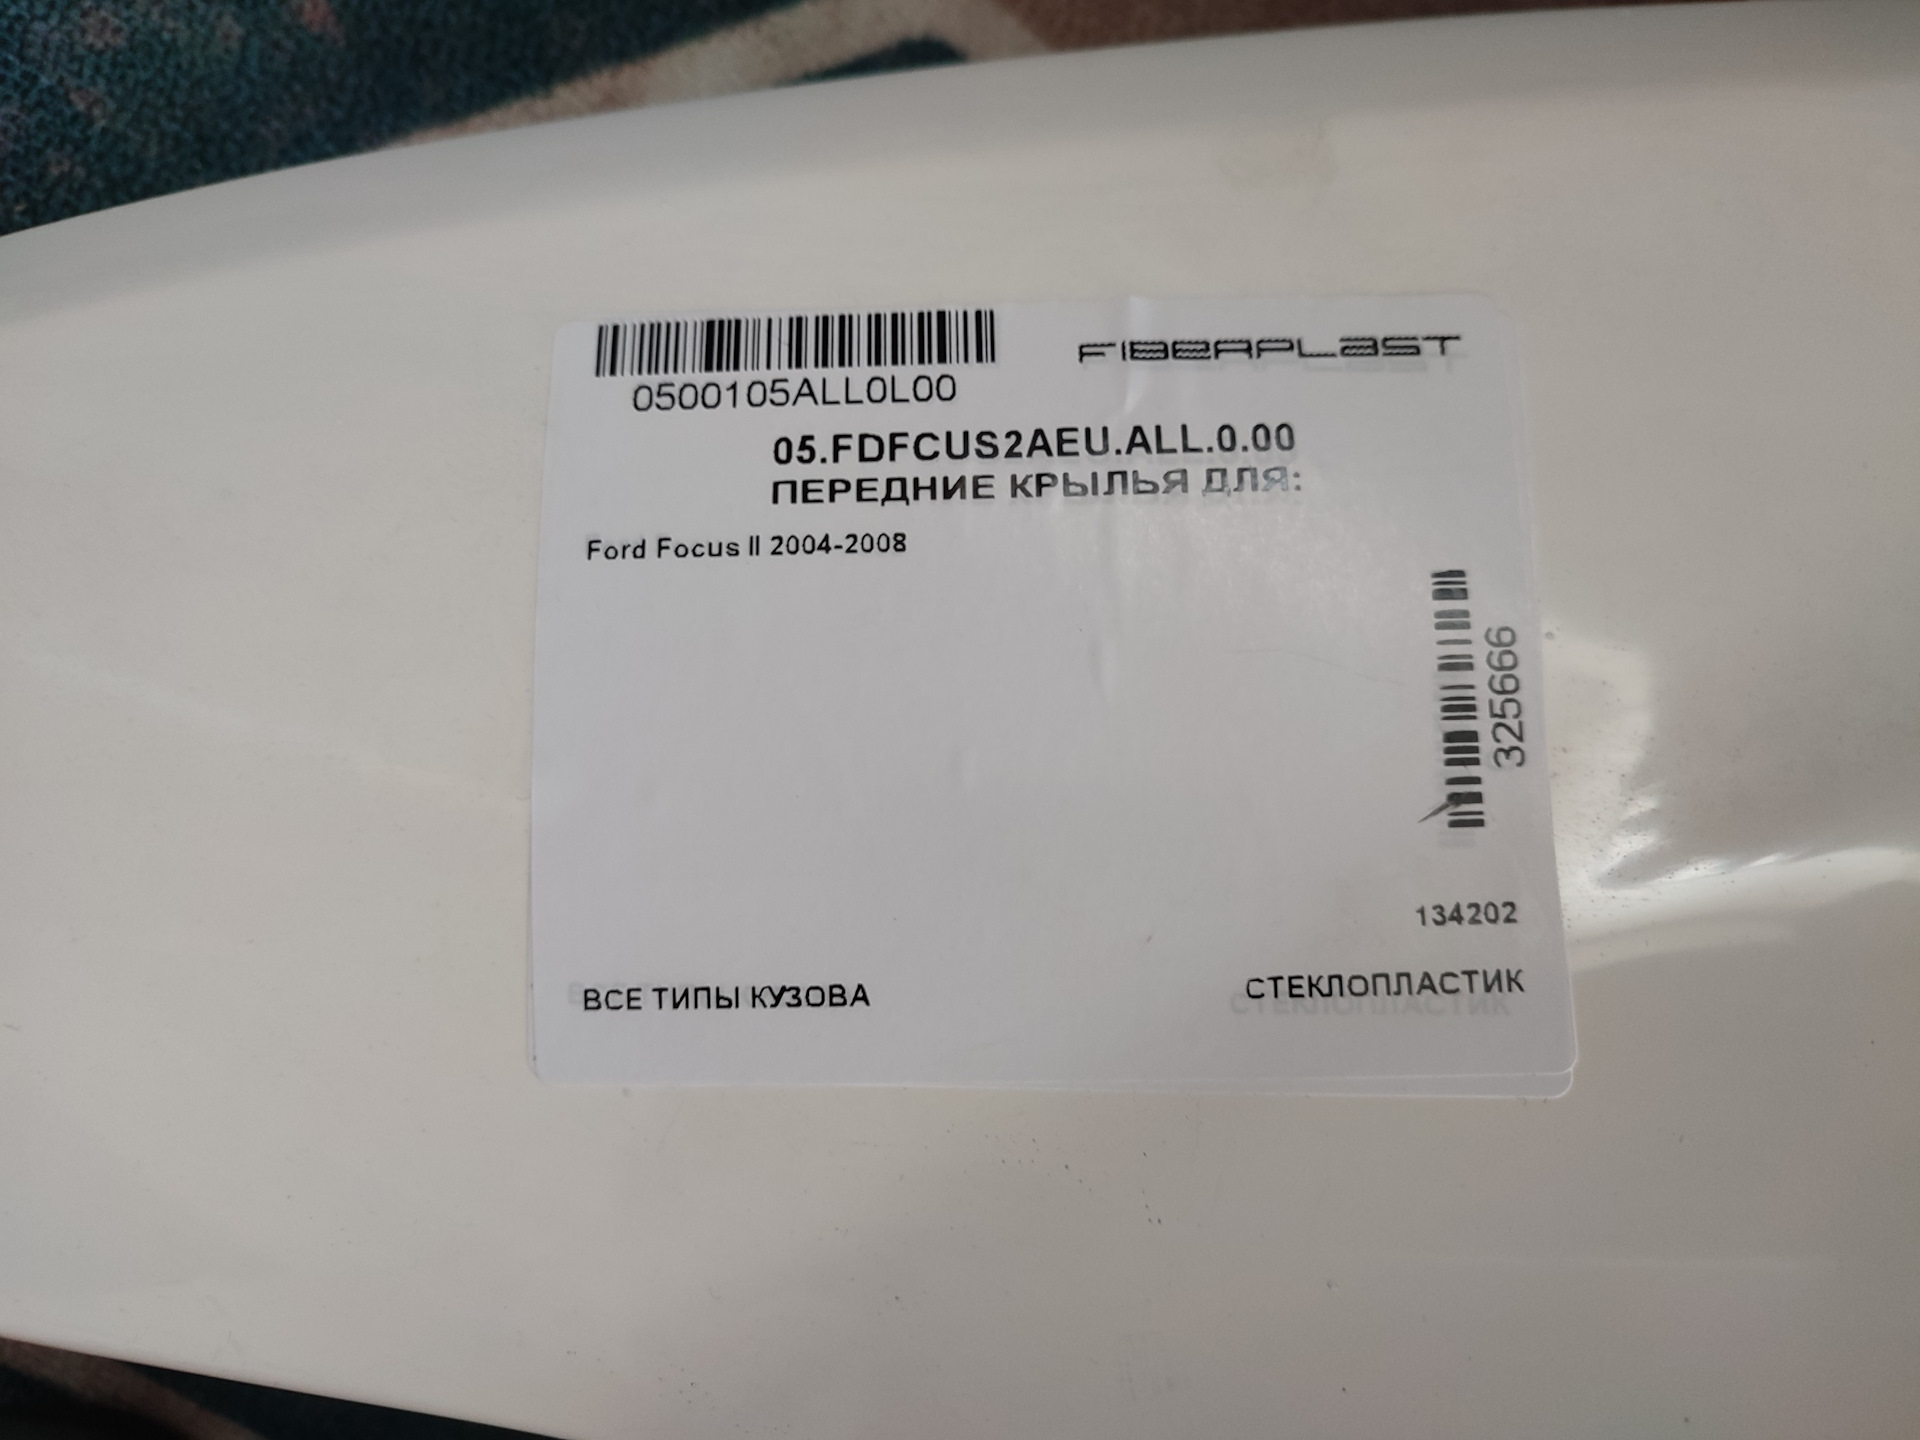 FIBERPLAST
0500105ALL0L00
05.FDFCUS2AEU.ALL.0.00
ПЕРЕДНИЕ КРЫЛЬЯ ДЛЯ:
Ford Focus II 2004-2008
325666
134202
ВСЕ ТИПЫ КУЗОВА
СТЕКЛОПЛАСТИК